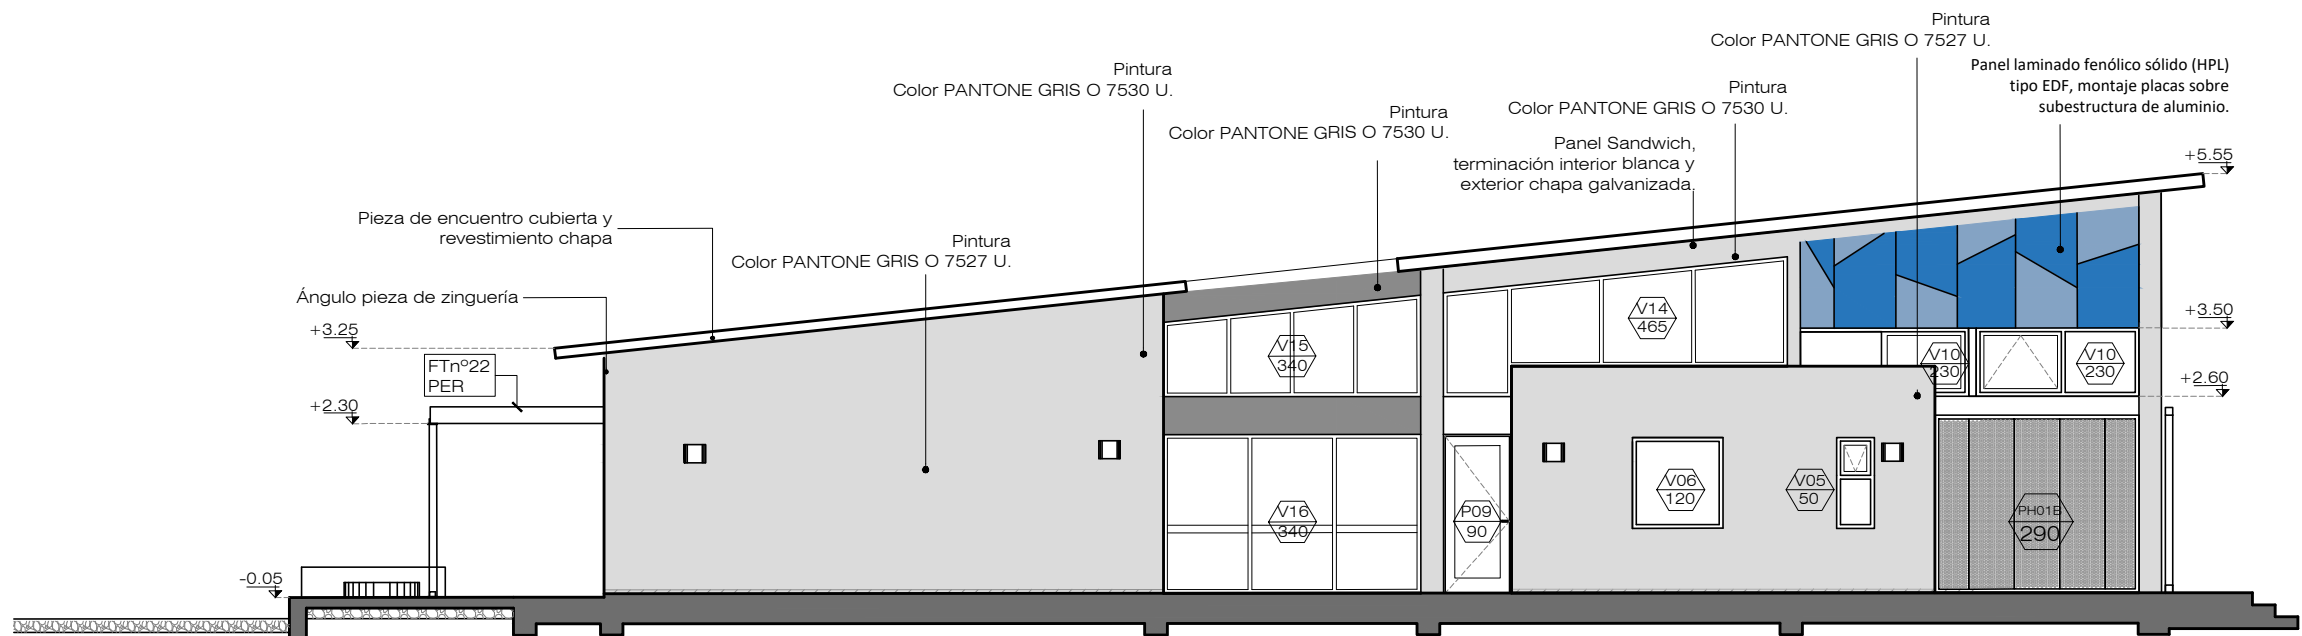 Pintura
Color PANTONE GRIS O 7527 U.
Panel laminado fenólico sólido (HPL)
tipo EDF, montaje placas sobre
subestructura de aluminio.
Pintura
Color PANTONE GRIS O 7530 U.
Pintura
Color PANTONE GRIS O 7530 U.
Pintura
Color PANTONE GRIS O 7530 U.
Panel Sandwich,
terminación interior blanca y
exterior chapa galvanizada.
+5.55
Pieza de encuentro cubierta y
revestimiento chapa
Pintura
Color PANTONE GRIS O 7527 U.
Ángulo pieza de zinguería
+3.25
FTnº22
PER
+2.30
-0.05
V15
340
V14
465
+3.50
V10
230
V10
230
+2.60
V16
340
P09
90
V06
120
V05
50
PH01B
290